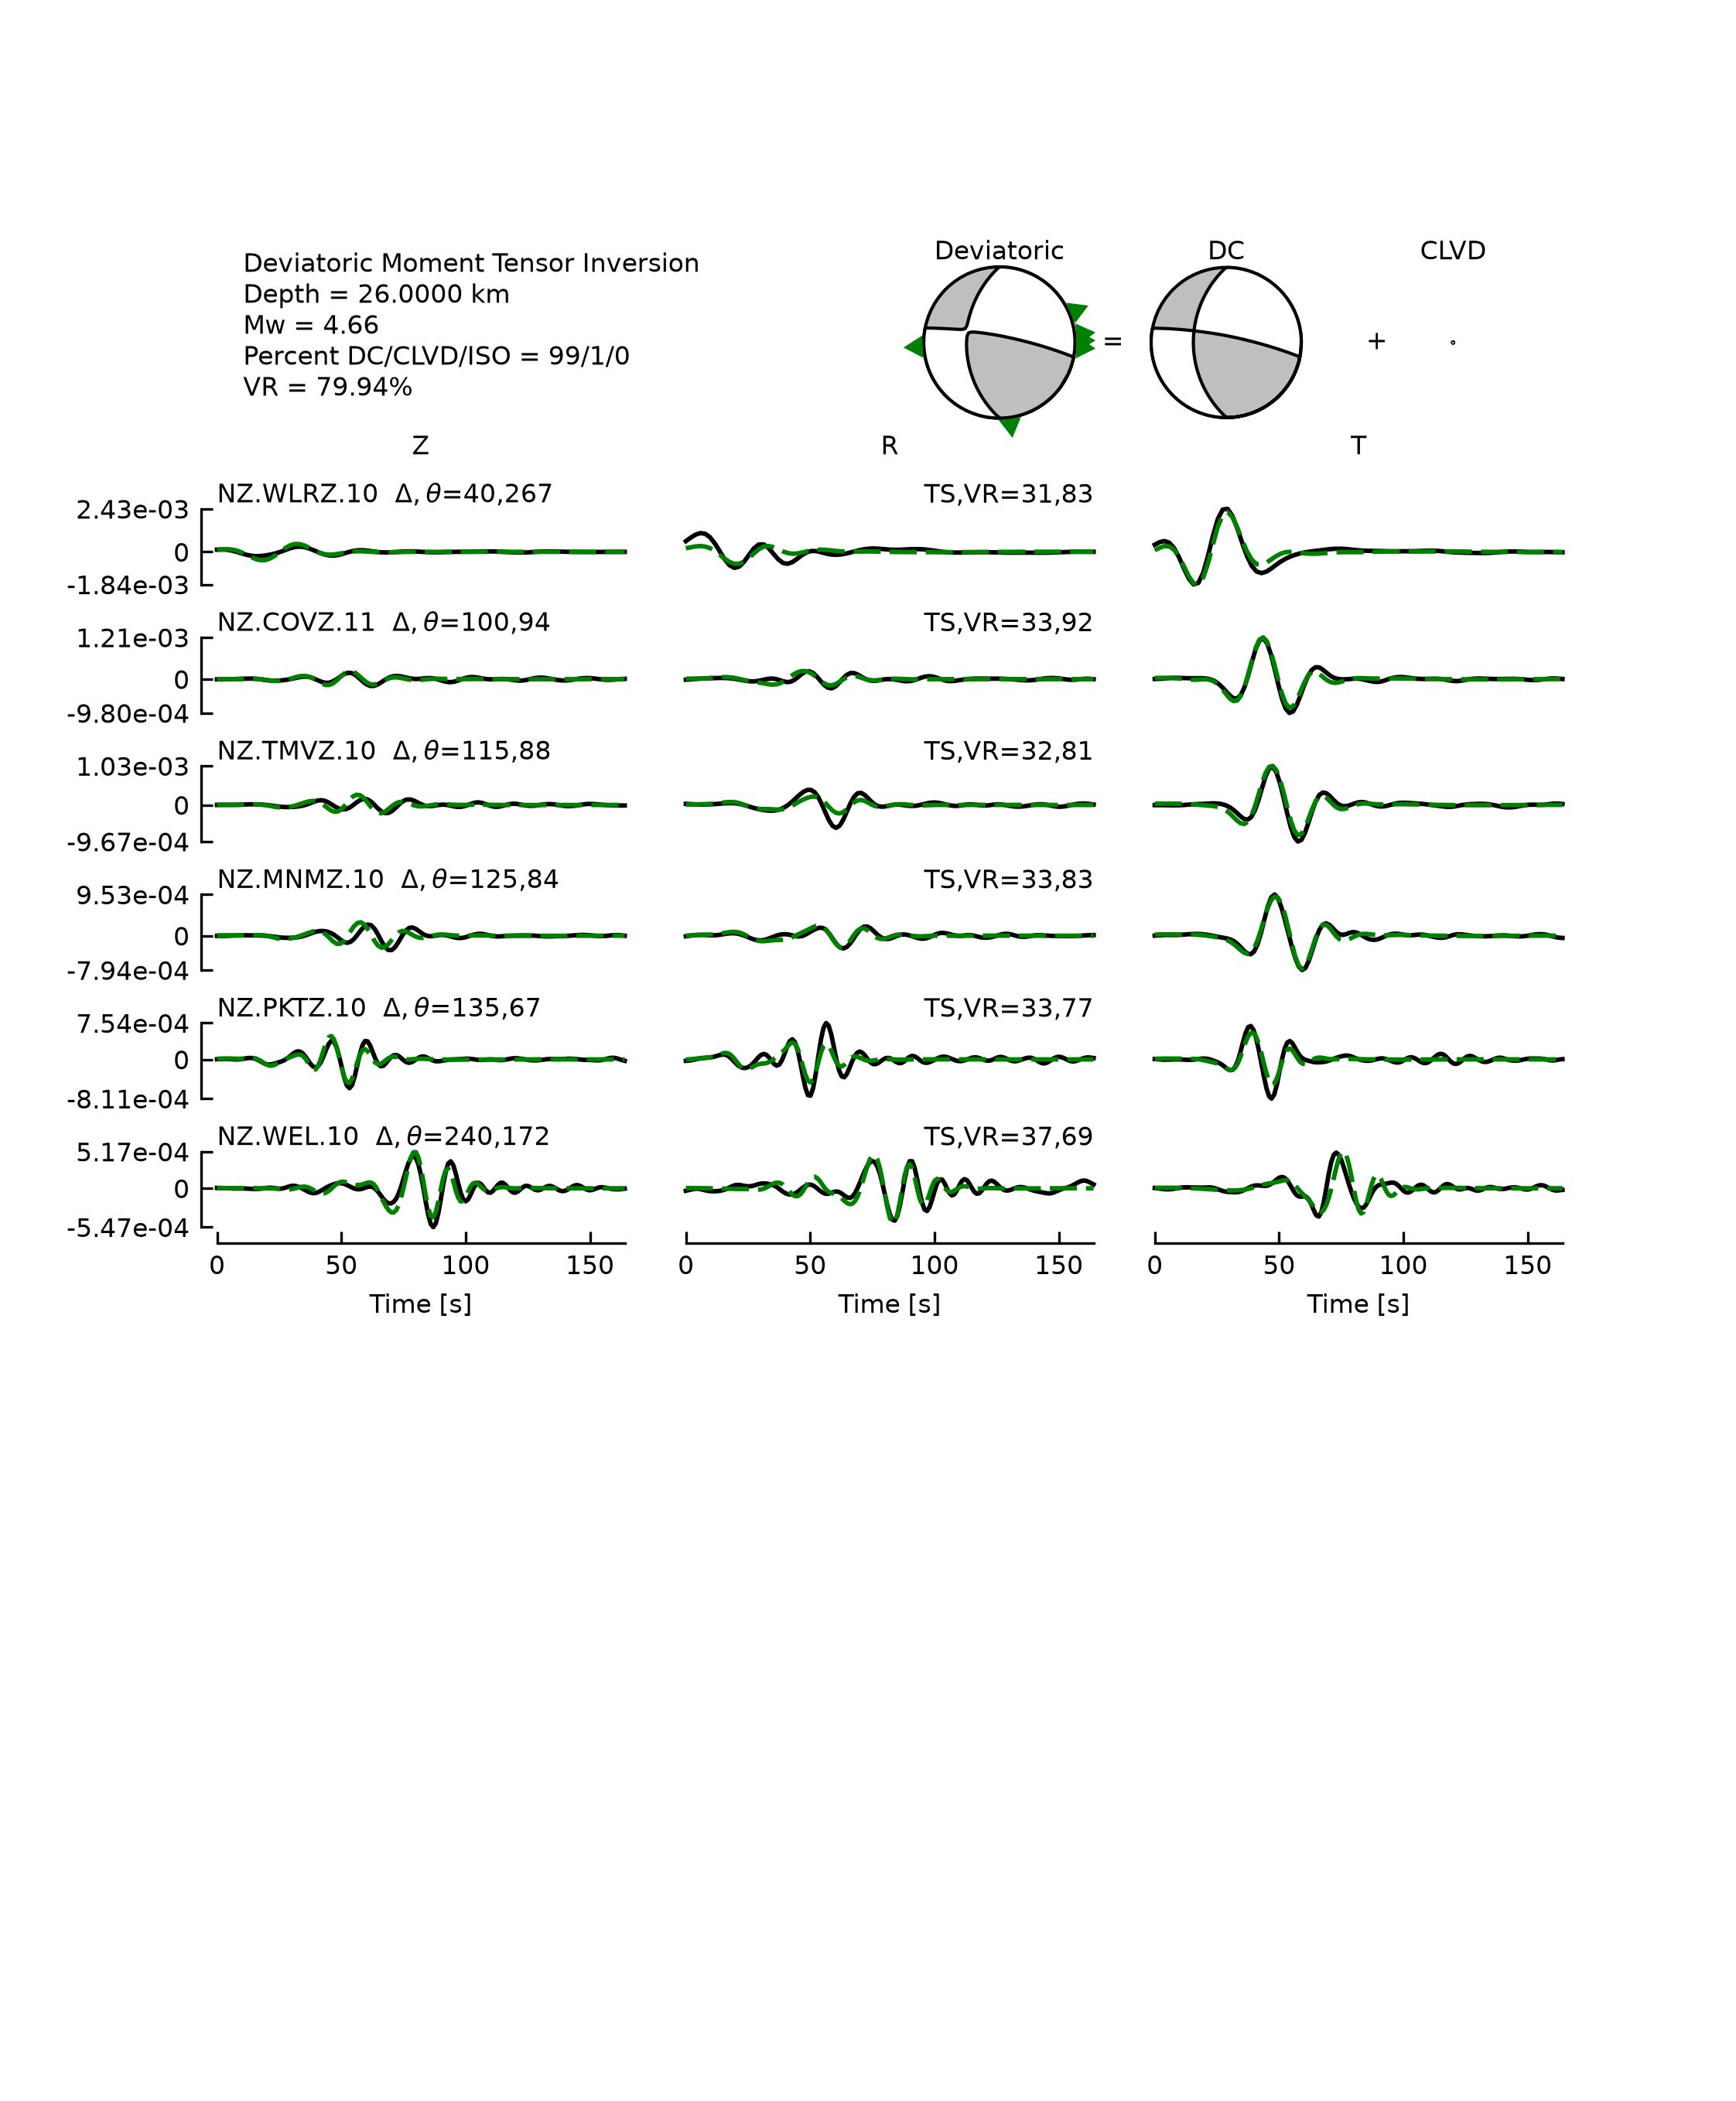 Deviatoric DC CLVD
Deviatoric Moment Tensor Inversion
Depth = 26.0000 km
Mw = 4.66
= +
Percent DC/CLVD/ISO = 99/1/0
VR = 79.94%
Z R T
NZ.WLRZ.10 Δ,θ=40,267 TS,VR=31,83
2.43e-03
0
-1.84e-03
NZ.COVZ.11 Δ,θ=100,94 TS,VR=33,92
1.21e-03
0
-9.80e-04
NZ.TMVZ.10 Δ,θ=115,88 TS,VR=32,81
1.03e-03
0
-9.67e-04
NZ.MNMZ.10 Δ,θ=125,84 TS,VR=33,83
9.53e-04
0
-7.94e-04
NZ.PKTZ.10 Δ,θ=135,67 TS,VR=33,77
7.54e-04
0
-8.11e-04
NZ.WEL.10 Δ,θ=240,172 TS,VR=37,69
5.17e-04
0
-5.47e-04
0 50 100 150 0 50 100 150 0 50 100 150
Time [s] Time [s] Time [s]